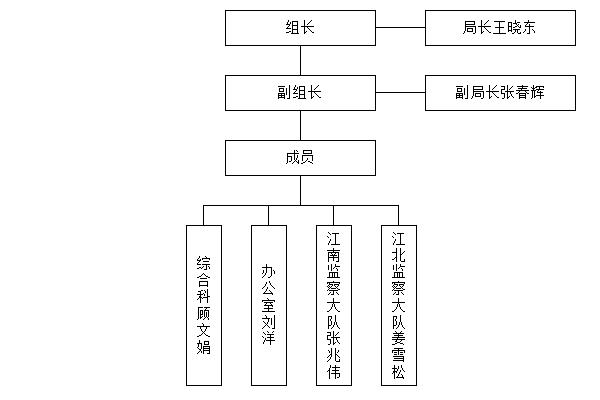 组长
局长王晓东
副组长
副局长张春辉
成员
综合科顾文娟
办公室刘洋
江南监察大队张兆伟
江北监察大队姜雪松